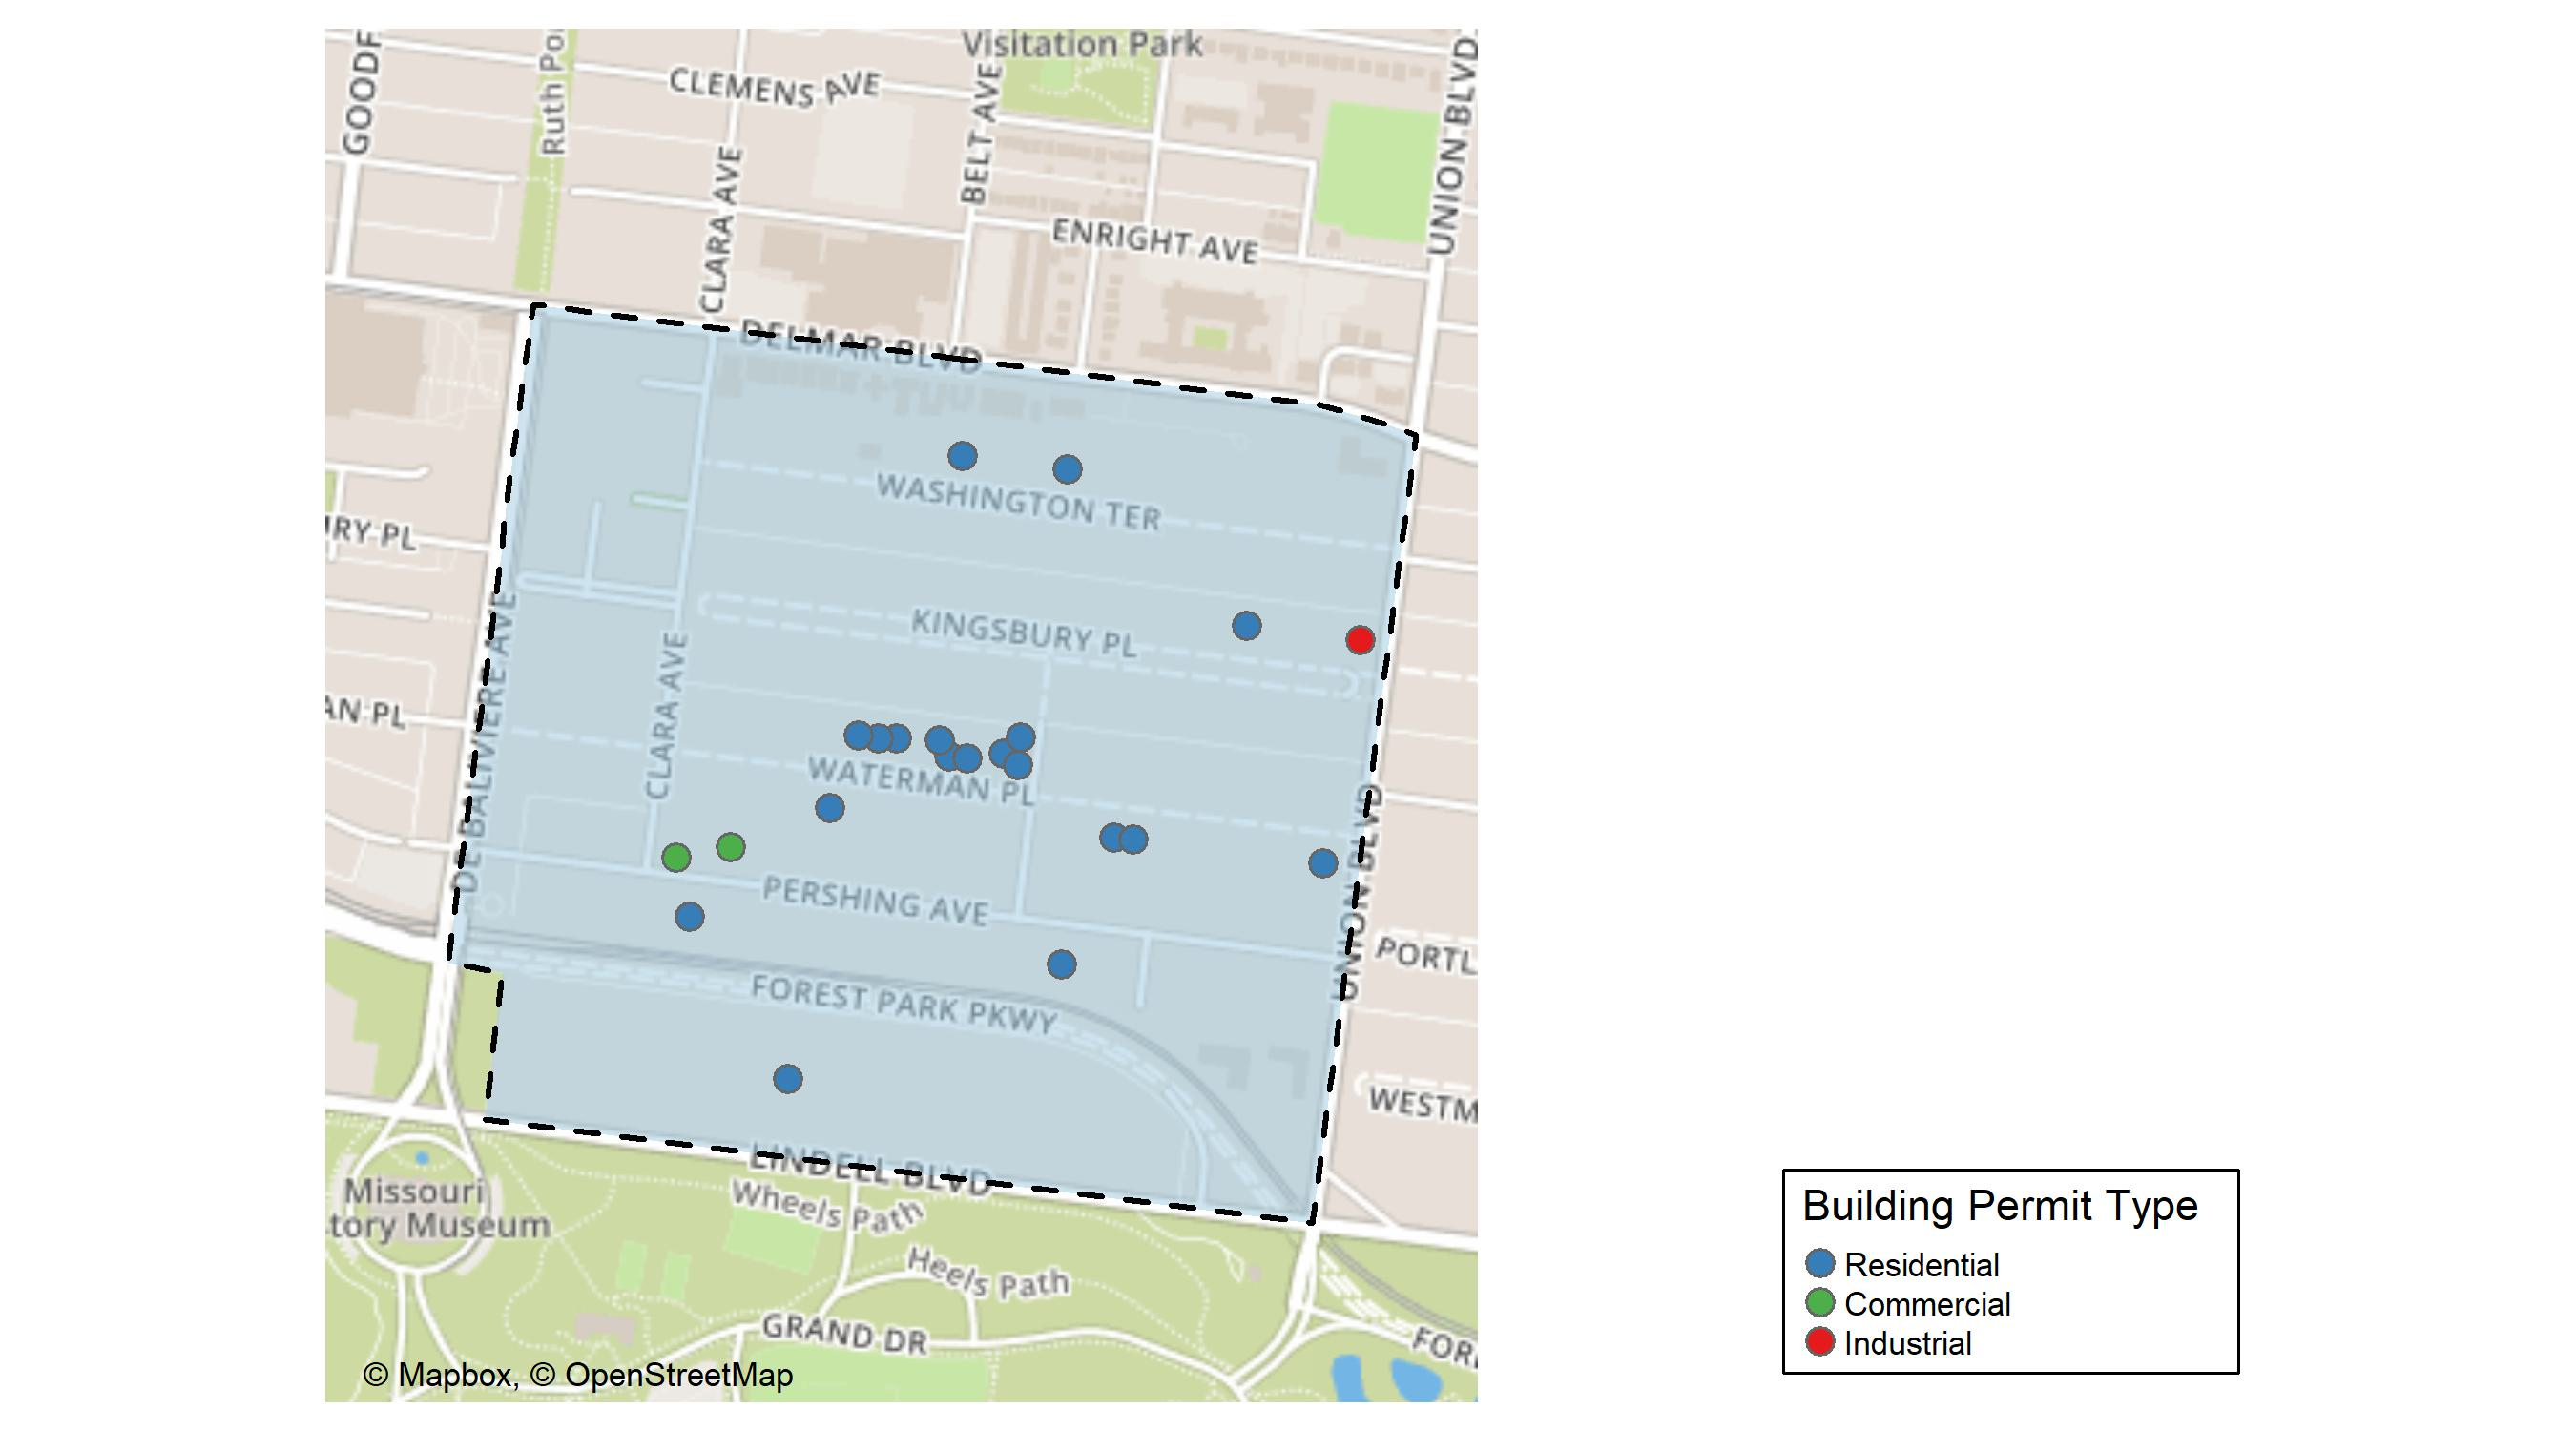 Visitation Park
GOODF
Ruth Po
CLEMENS AVE
BELT AVE
UNION BLVD
CLARA AVE
ENRIGHT AVE
DELMAR BLVD
WASHINGTON TER
URY PL
KINGSBURY PL
DE BALIVIERE AVE
CLARA AVE
AN PL
WATERMAN PL
UNION BLVD
PERSHING AVE
PORTL
FOREST PARK PKWY
WESTM
LINDELL BLVD
Wheels Path
Missouri
tory Museum
Heels Path
GRAND DR
FOR
© Mapbox, © OpenStreetMap
Building Permit Type
Residential
Commercial
Industrial